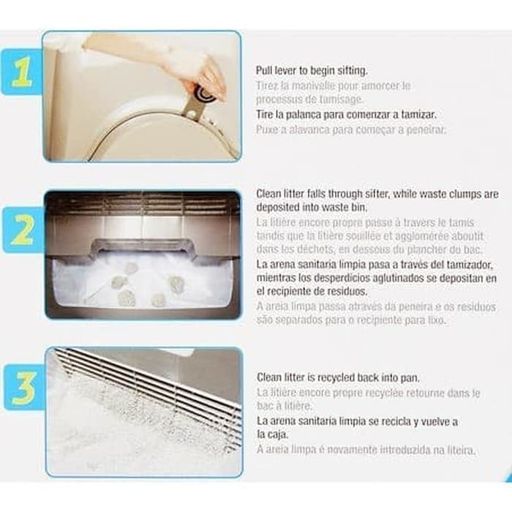 1
Pull lever to begin sifting.
Tirez la manivelle pour amorcer le
processus de tamisage.
Tire la palanca para comenzar a tamizar.
Puxe a alavanca para começar a peneirar.
2
Clean litter falls through sifter, while waste clumps are
deposited into waste bin.
La litière encore propre passe à travers le tamis
tandis que la litière souillée et agglomérée aboutit
dans les déchets, en dessous du plancher du bac.
La arena sanitaria limpia pasa a través del tamizador,
mientras los desperdicios aglutinados se depositan en
el recipiente de residuos.
A areia limpa passa através da peneira e os resíduos
são separados para o recipiente para lixo.
3
Clean litter is recycled back into pan.
La litière encore propre recyclée retourne dans le
bac à litière.
La arena sanitaria limpia se recicla y vuelve a
la caja.
A areia limpa é novamente introduzida na liteira.